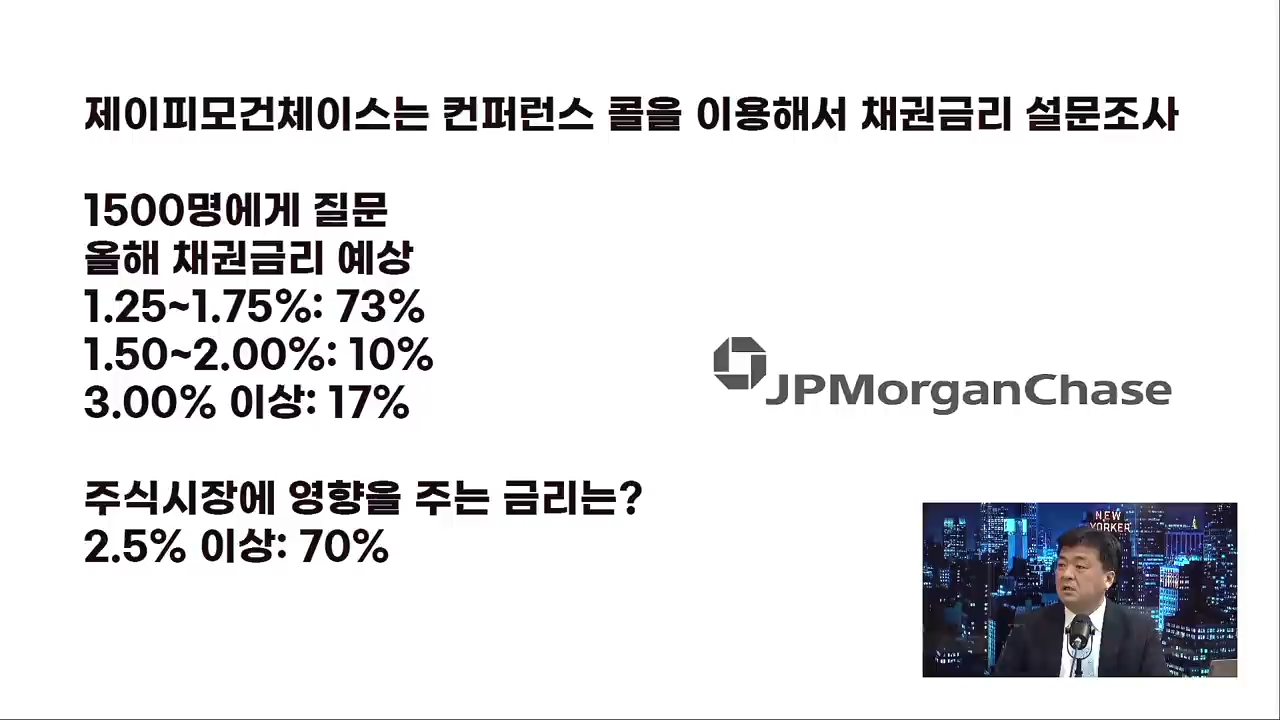 제이피모건체이스는 컨퍼런스 콜을 이용해서 채권금리 설문조사
1500명에게 질문
올해 채권금리 예상
1.25~1.75%: 73%
1.50~2.00%: 10%
3.00% 이상: 17%
JPMorganChase
주식시장에 영향을 주는 금리는?
2.5% 이상: 70%
NEW
YORKER